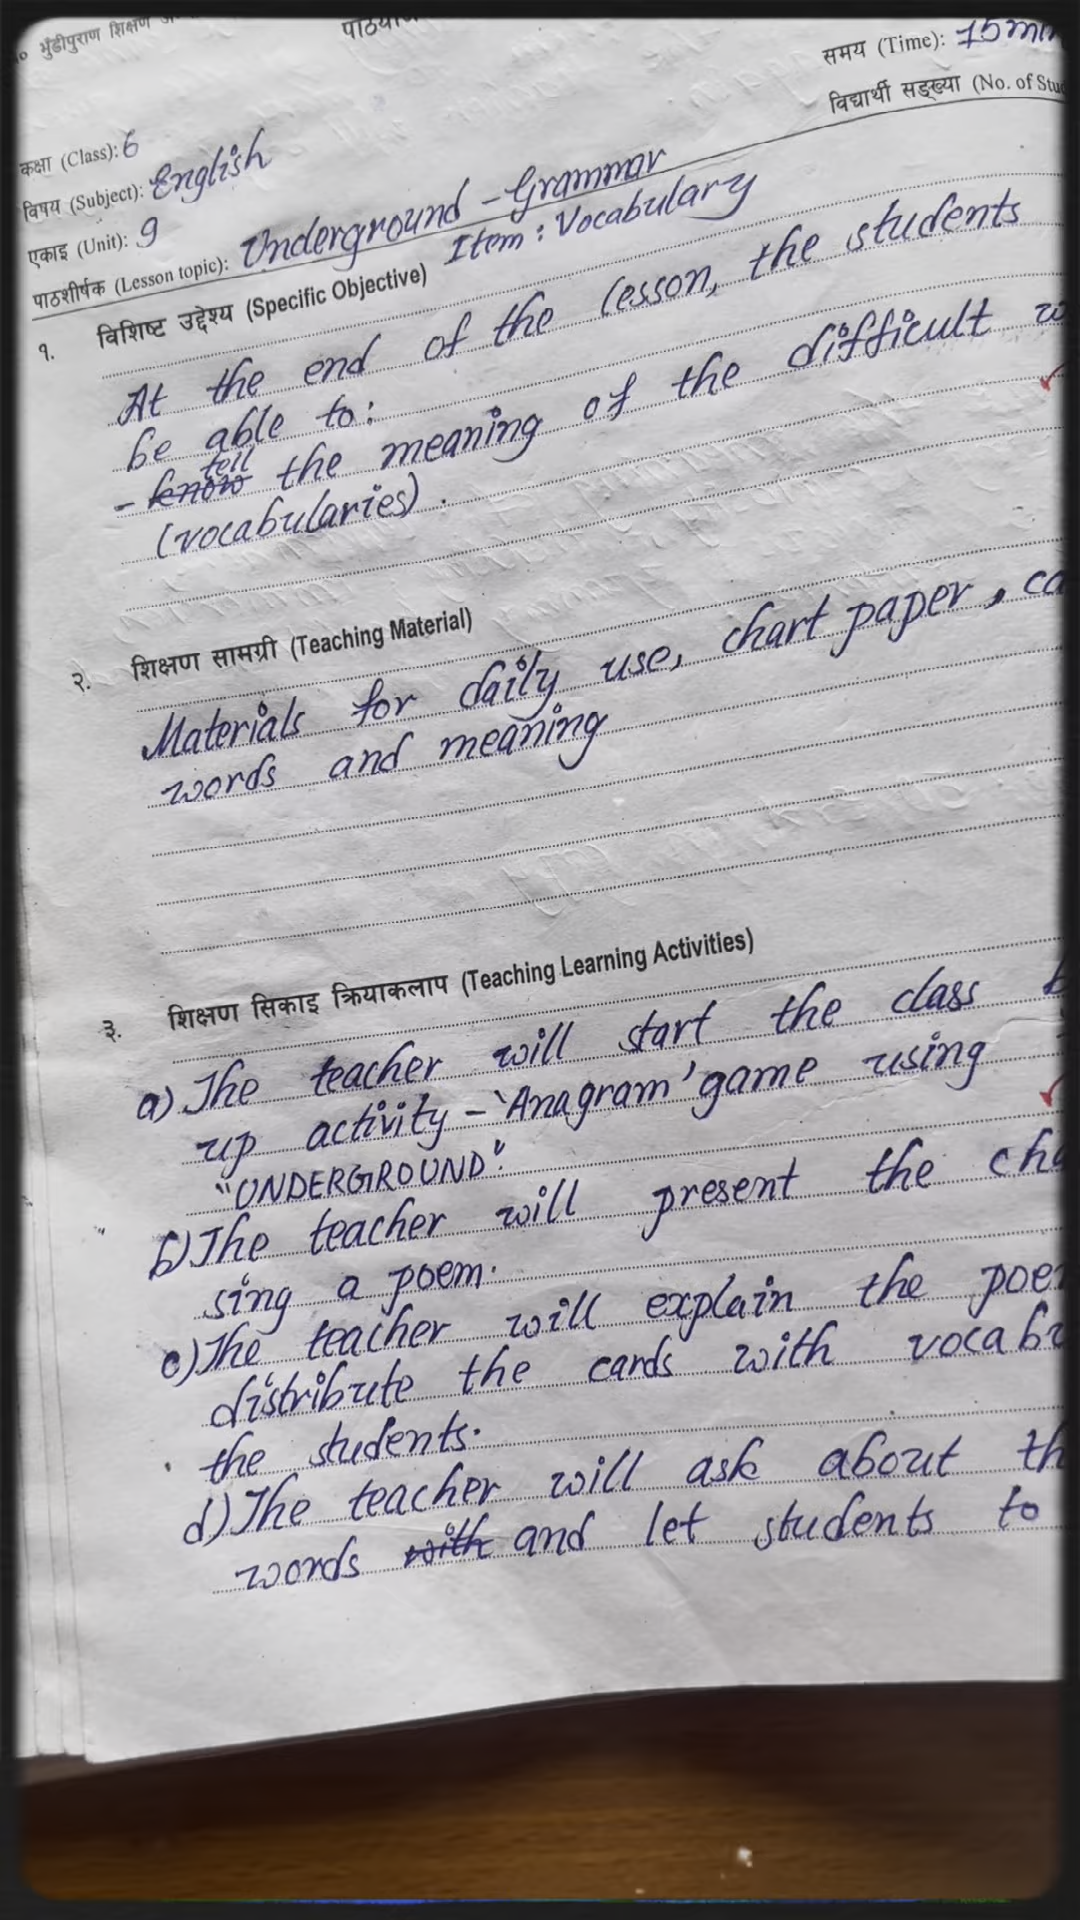 भुँडीपुराण शिक्षण
समय (Time): 15
विद्यार्थी सङ्ख्या (No. of
कक्षा (Class): 6
विषय (Subject): English
एकाइ (Unit): 9
पाठशीर्षक (Lesson topic): Underground - Grammar
Item : Vocabulary
१. विशिष्ट उद्देश्य (Specific Objective)
At the end of the lesson, the students
be able to:
tell
- know the meaning of the difficult
(vocabularies).
२. शिक्षण सामग्री (Teaching Material)
Materials for daily use, chart paper,
words and meaning
३. शिक्षण सिकाइ क्रियाकलाप (Teaching Learning Activities)
a) The teacher will start the class
up activity - 'Anagram' game using
"UNDERGROUND".
b) The teacher will present the
sing a poem.
c) The teacher will explain the
distribute the cards with
the students.
d) The teacher will ask about
words with and let students to